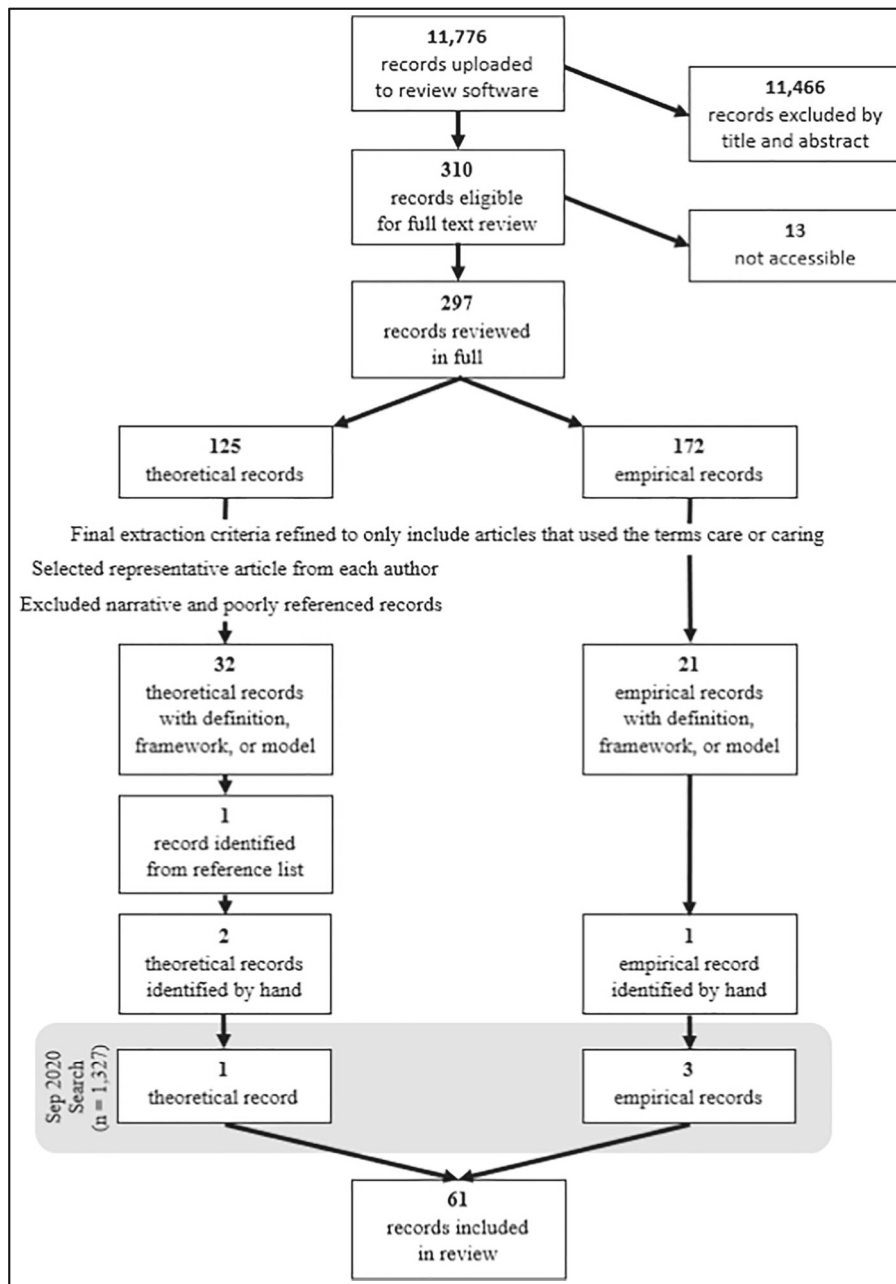 11,776
records uploaded
to review software
11,466
records excluded by
title and abstract
310
records eligible
for full text review
13
not accessible
297
records reviewed
in full
125
theoretical records
172
empirical records
Final extraction criteria refined to only include articles that used the terms care or caring
Selected representative article from each author
Excluded narrative and poorly referenced records
32
theoretical records
with definition,
framework, or model
21
empirical records
with definition,
framework, or model
1
record identified
from reference list
2
theoretical records
identified by hand
1
empirical record
identified by hand
Sep 2020
Search
(n = 1,327)
1
theoretical record
3
empirical records
61
records included
in review